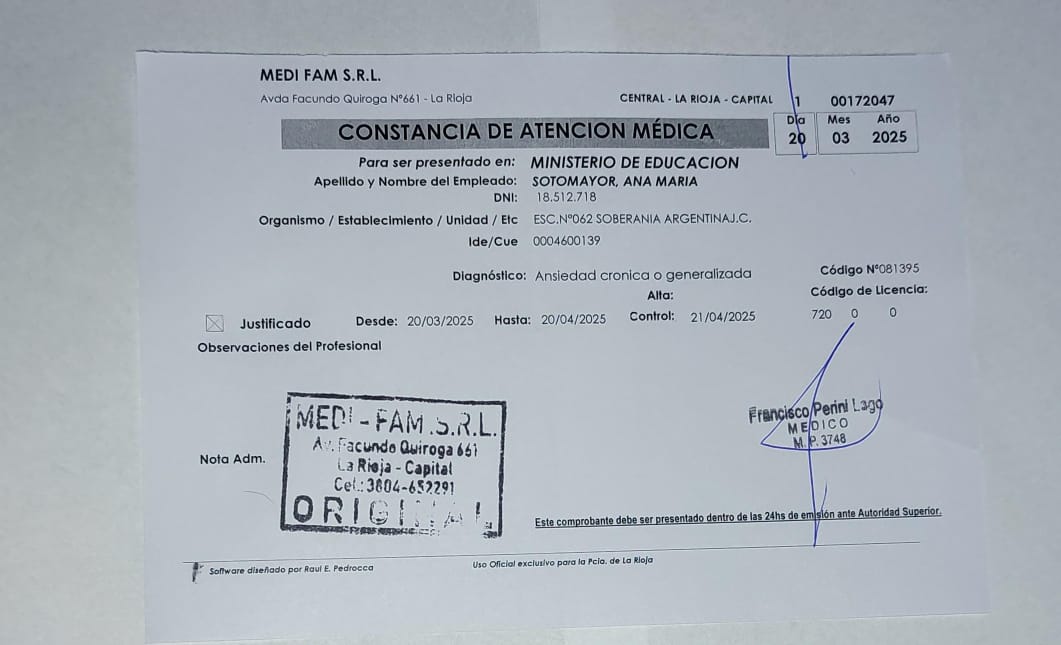 MEDI FAM S.R.L.
Avda Facundo Quiroga Nº661 - La Rioja
CENTRAL - LA RIOJA - CAPITAL 1 00172047
CONSTANCIA DE ATENCION MÉDICA
Día Mes Año
20 03 2025
Para ser presentado en: MINISTERIO DE EDUCACION
Apellido y Nombre del Empleado: SOTOMAYOR, ANA MARIA
DNI: 18.512.718
Organismo / Establecimiento / Unidad / Etc ESC.Nº062 SOBERANIA ARGENTINAJ.C.
Ide/Cue 0004600139
Diagnóstico: Ansiedad cronica o generalizada
Código Nº081395
Alta:
Código de Licencia:
Justificado Desde: 20/03/2025 Hasta: 20/04/2025 Control: 21/04/2025 720 0 0
Observaciones del Profesional
MEDI - FAM .S.R.L.
Av. Facundo Quiroga 661
La Rioja - Capital
Cel.: 3804-652291
ORIGINAL
Francisco Perini Lago
MEDICO
M.P. 3748
Nota Adm.
Este comprobante debe ser presentado dentro de las 24hs de emisión ante Autoridad Superior.
Software diseñado por Raul E. Pedrocca
Uso Oficial exclusivo para la Pcia. de La Rioja